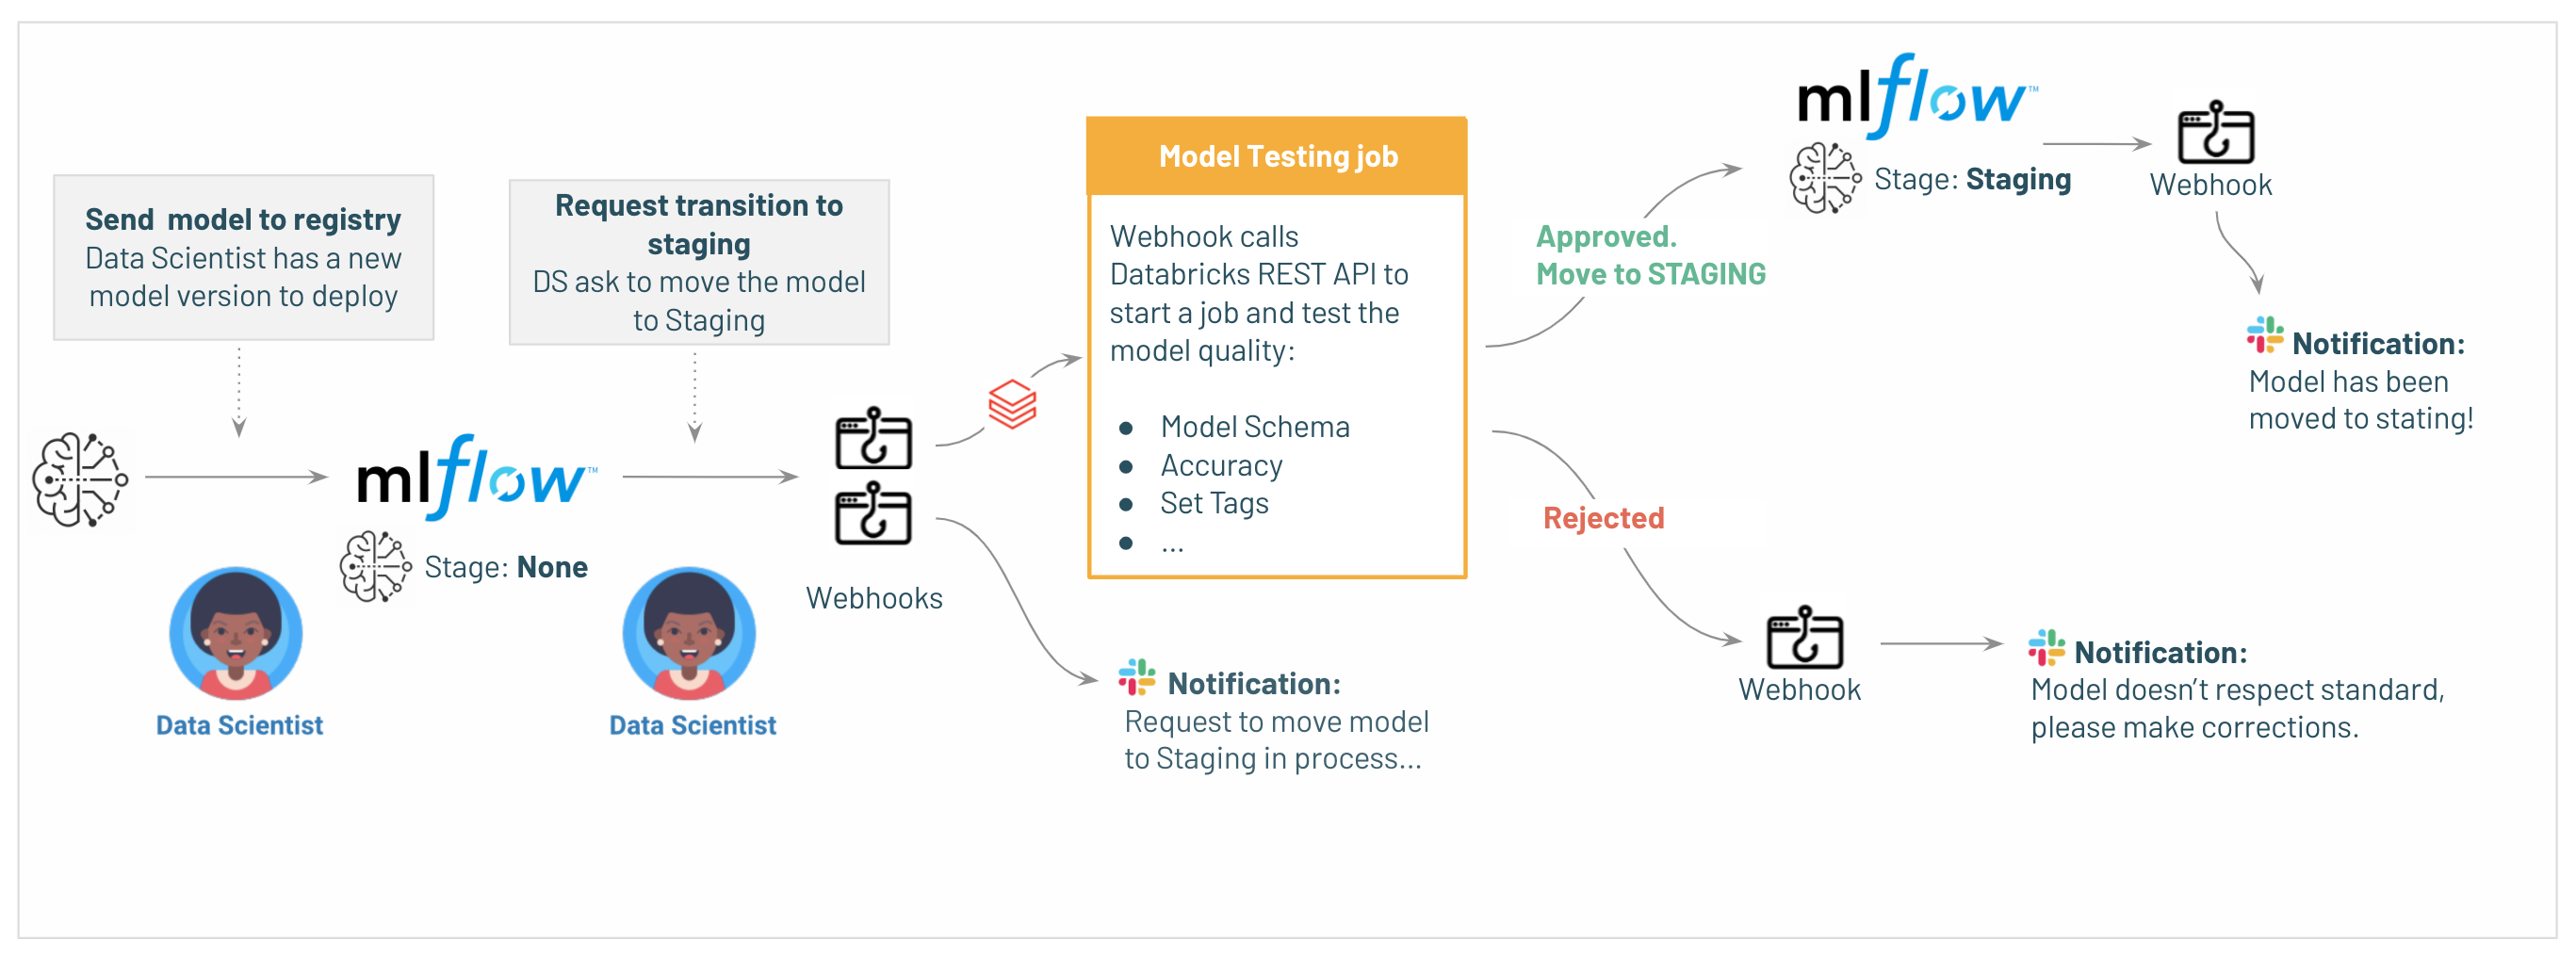 Send model to registry
Data Scientist has a new
model version to deploy
Request transition to
staging
DS ask to move the model
to Staging
mlflow™
Stage: None
Data Scientist
Data Scientist
Webhooks
Model Testing job
Webhook calls
Databricks REST API to
start a job and test the
model quality:
● Model Schema
● Accuracy
● Set Tags
● ...
Notification:
Request to move model
to Staging in process...
Approved.
Move to STAGING
mlflow™
Stage: Staging
Webhook
Notification:
Model has been
moved to stating!
Rejected
Webhook
Notification:
Model doesn't respect standard,
please make corrections.